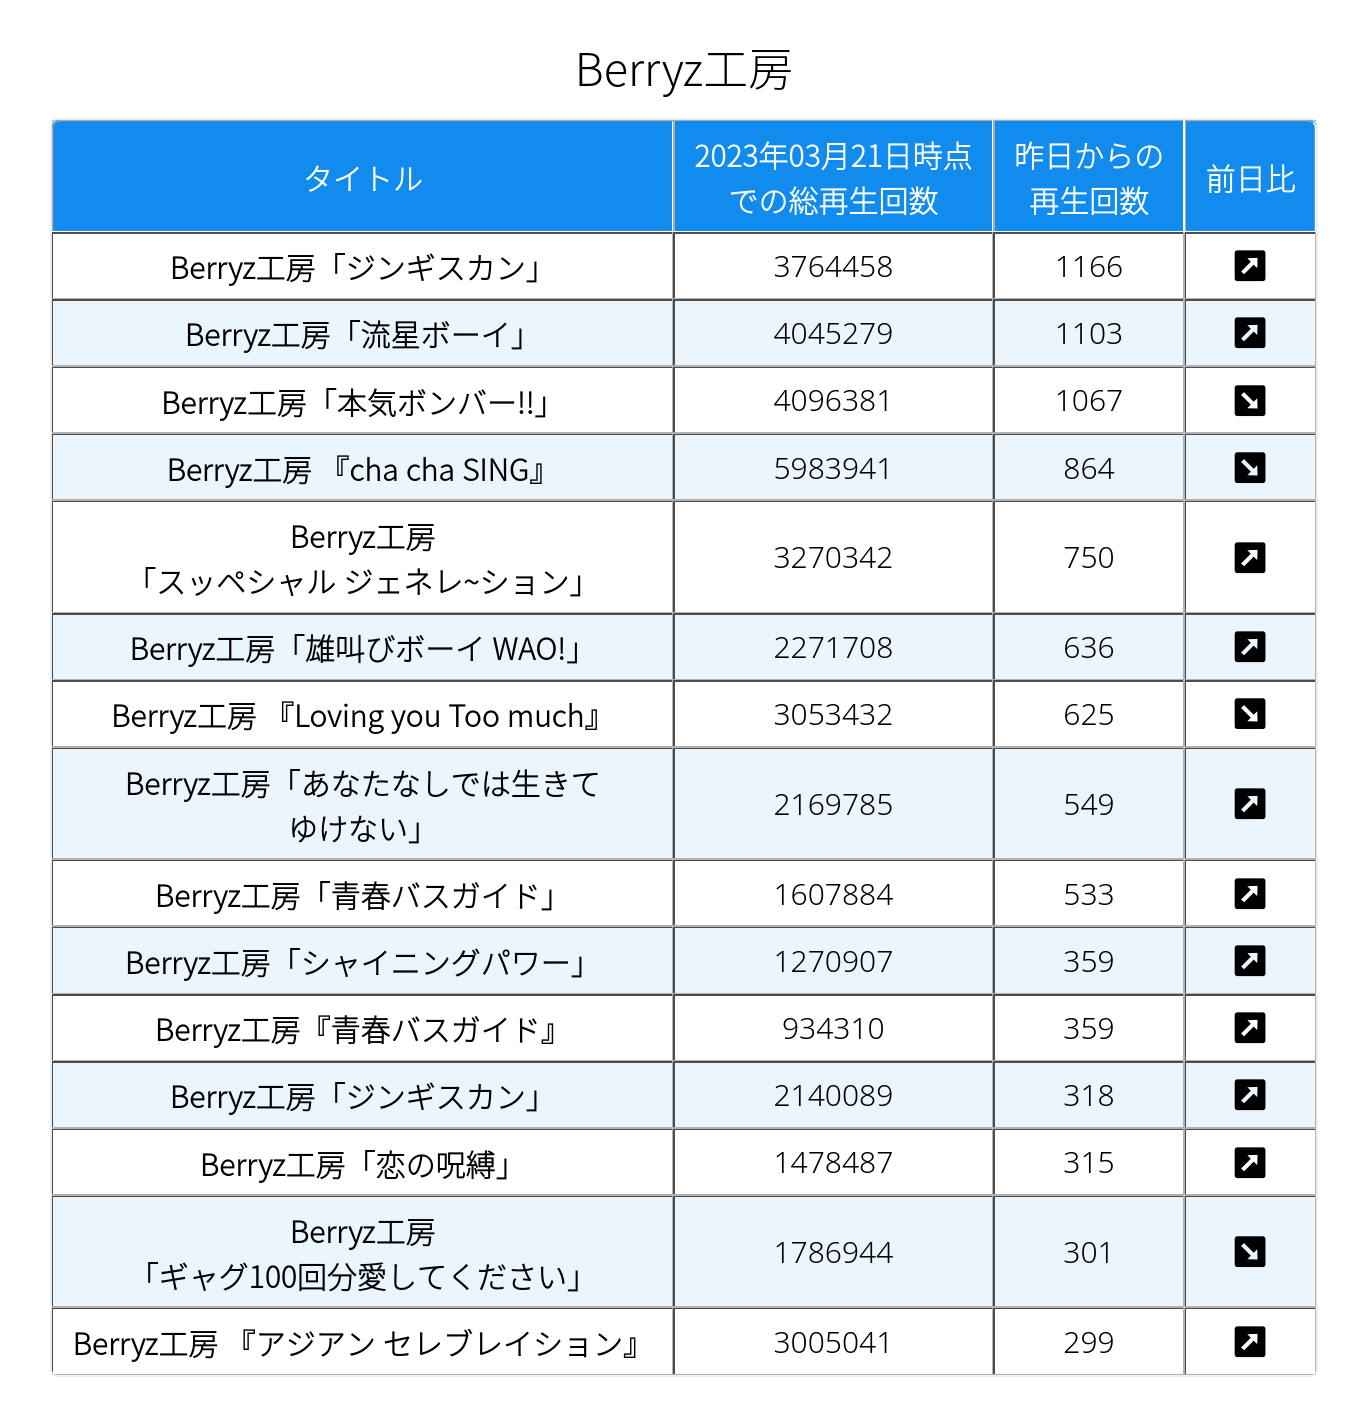 Berryz工房
タイトル
2023年03月21日時点
での総再生回数
昨日からの
再生回数
前日比
Berryz工房「ジンギスカン」 3764458 1166
Berryz工房「流星ボーイ」 4045279 1103
Berryz工房「本気ボンバー!!」 4096381 1067
Berryz工房 『cha cha SING』 5983941 864
Berryz工房
「スッペシャル ジェネレ~ション」 3270342 750
Berryz工房「雄叫びボーイ WAO!」 2271708 636
Berryz工房 『Loving you Too much』 3053432 625
Berryz工房「あなたなしでは生きて
ゆけない」 2169785 549
Berryz工房「青春バスガイド」 1607884 533
Berryz工房「シャイニングパワー」 1270907 359
Berryz工房『青春バスガイド』 934310 359
Berryz工房「ジンギスカン」 2140089 318
Berryz工房「恋の呪縛」 1478487 315
Berryz工房
「ギャグ100回分愛してください」 1786944 301
Berryz工房 『アジアン セレブレイション』 3005041 299